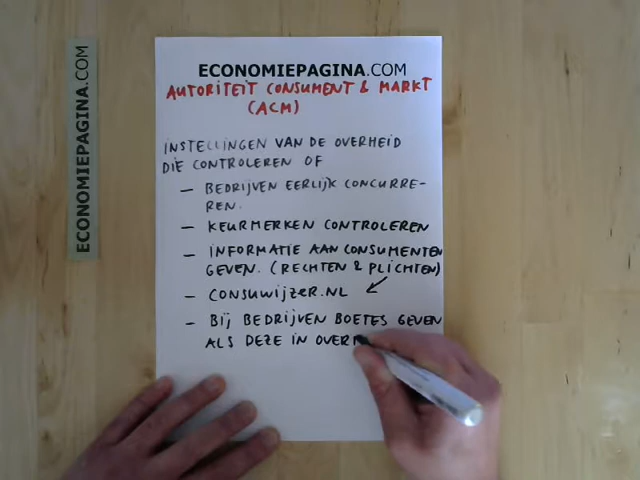 ECONOMIEPAGINA.COM
ECONOMIEPAGINA.COM
AUTORITEIT CONSUMENT & MARKT
(ACM)
INSTELLINGEN VAN DE OVERHEID
DIE CONTROLEREN OF
- BEDRIJVEN EERLIJK CONCURRE-
REN.
- KEURMERKEN CONTROLEREN
- INFORMATIE AAN CONSUMENTEN
GEVEN. (RECHTEN & PLICHTEN)
- CONSUWIJZER.NL
- BIJ BEDRIJVEN BOETES GEVEN
ALS DEZE IN OVER